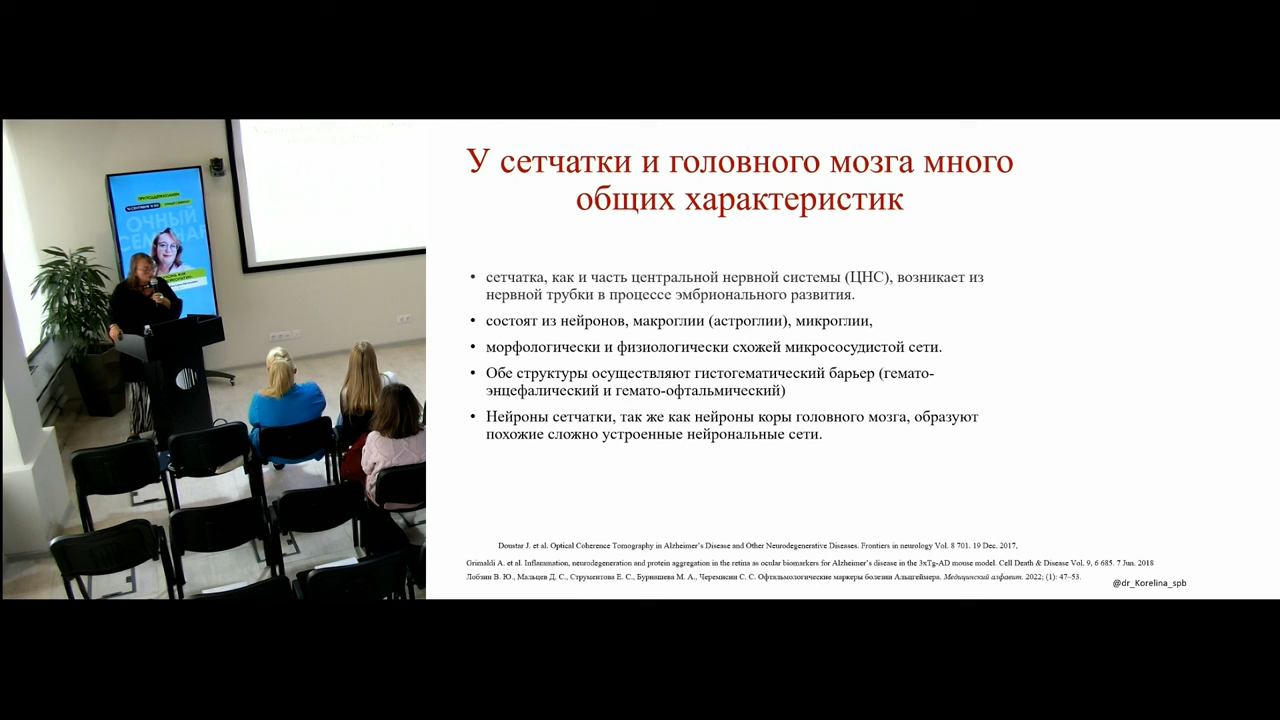 ОЧНЫЙ
СЕМИНАР
У сетчатки и головного мозга много
общих характеристик
• сетчатка, как и часть центральной нервной системы (ЦНС), возникает из
нервной трубки в процессе эмбрионального развития.
• состоят из нейронов, макроглии (астроглии), микроглии,
• морфологически и физиологически схожей микрососудистой сети.
• Обе структуры осуществляют гистогематический барьер (гемато-
энцефалический и гемато-офтальмический)
• Нейроны сетчатки, так же как нейроны коры головного мозга, образуют
похожие сложно устроенные нейрональные сети.
Doustar J. et al. Optical Coherence Tomography in Alzheimer's Disease and Other Neurodegenerative Diseases. Frontiers in neurology Vol. 8 701. 19 Dec. 2017,
Grimaldi A. et al. Inflammation, neurodegeneration and protein aggregation in the retina as ocular biomarkers for Alzheimer's disease in the 3xTg-AD mouse model. Cell Death & Disease Vol. 9, 6 685. 7 Jun. 2018
Лобзин В. Ю., Мальцев Д. С., Струментова Е. С., Бурнашева М. А., Черемисин С. С. Офтальмологические маркеры болезни Альцгеймера. Медицинский алфавит. 2022; (1): 47–53.
@dr_Korelina_spb